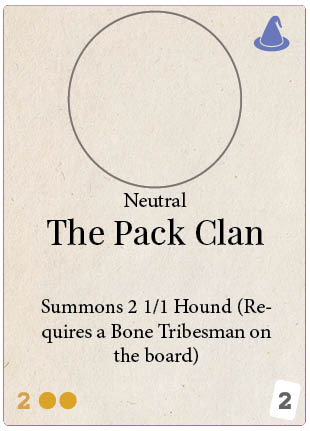 Neutral
The Pack Clan
Summons 2 1/1 Hound (Re-
quires a Bone Tribesman on
the board)
2
2